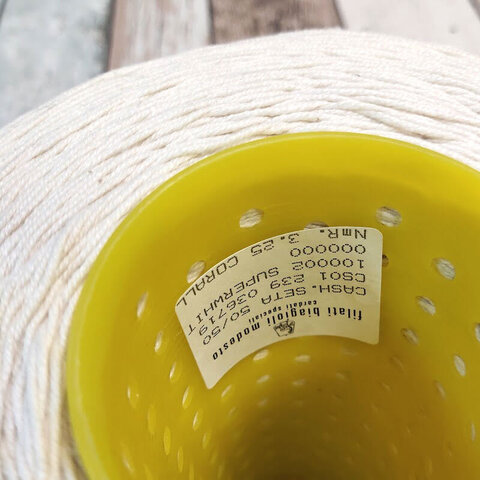 filati biagioli modesto
cardati speciali
CASH. SETA 50/50
CS01 239 036719
100002 SUPERWHIT
000000
NmR. 3.25 CORALL